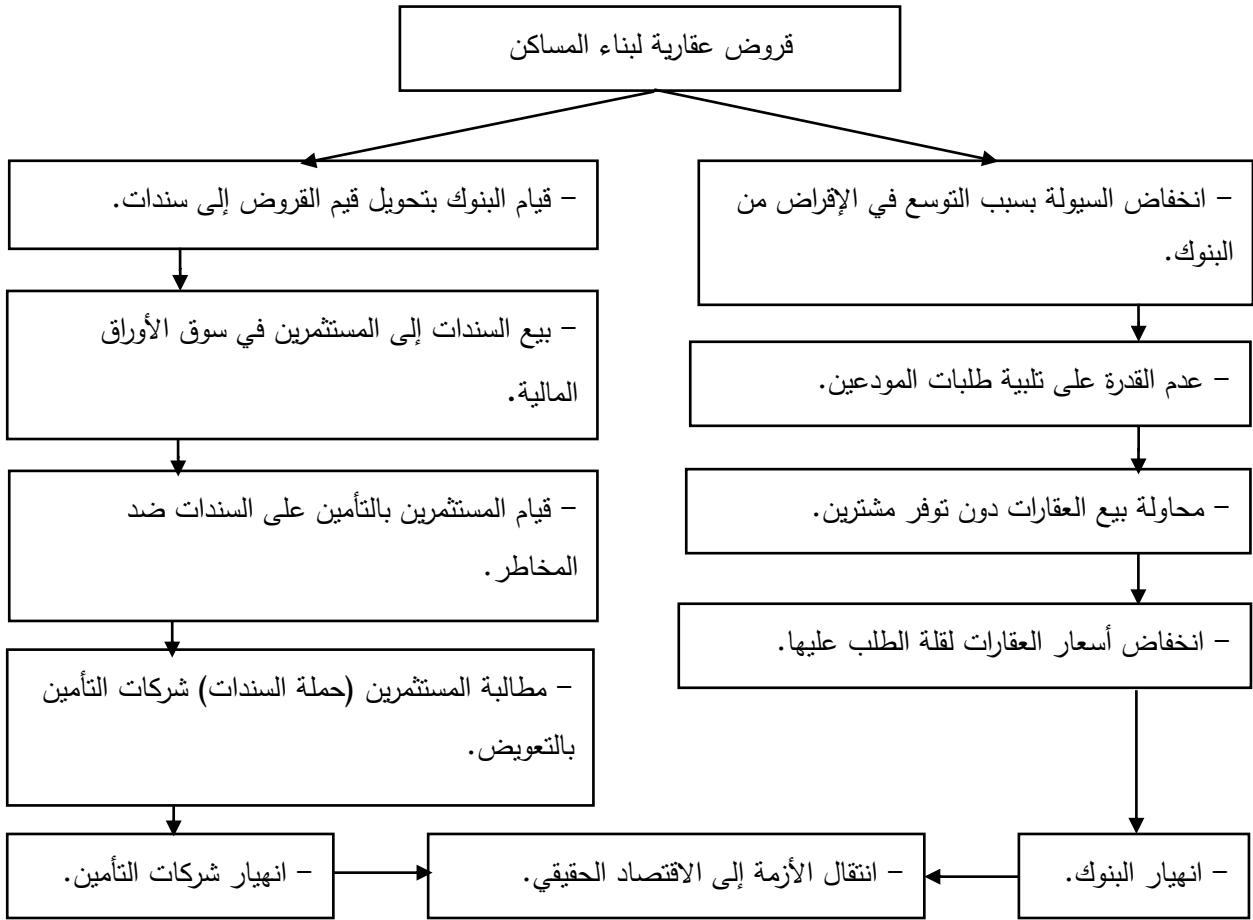 قروض عقارية لبناء المساكن
- انخفاض السيولة بسبب التوسع في الإقراض من
البنوك.
- عدم القدرة على تلبية طلبات المودعين.
- محاولة بيع العقارات دون توفر مشترين.
- انخفاض أسعار العقارات لقلة الطلب عليها.
- انهيار البنوك.
- قيام البنوك بتحويل قيم القروض إلى سندات.
- بيع السندات إلى المستثمرين في سوق الأوراق
المالية.
- قيام المستثمرين بالتأمين على السندات ضد
المخاطر.
- مطالبة المستثمرين (حملة السندات) شركات التأمين
بالتعويض.
- انهيار شركات التأمين.
- انتقال الأزمة إلى الاقتصاد الحقيقي.